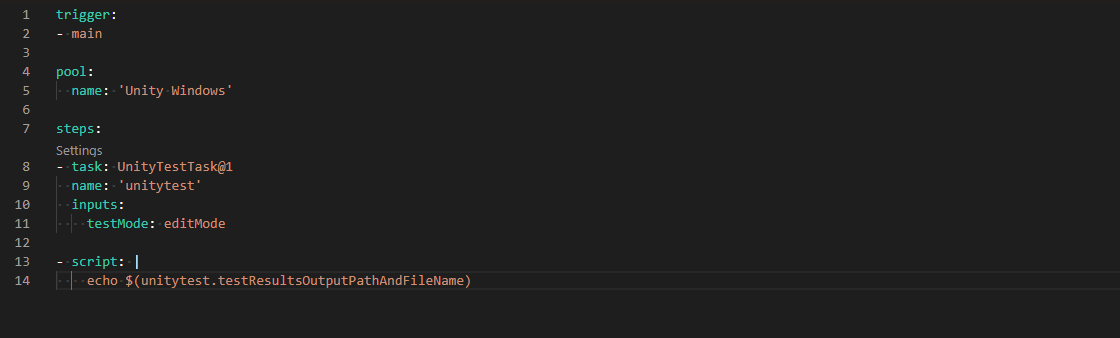 1 trigger:
2 - main
3
4 pool:
5 name: 'Unity Windows'
6
7 steps:
Settings
8 - task: UnityTestTask@1
9 name: 'unitytest'
10 inputs:
11 testMode: editMode
12
13 - script: |
14 echo $(unitytest.testResultsOutputPathAndFileName)